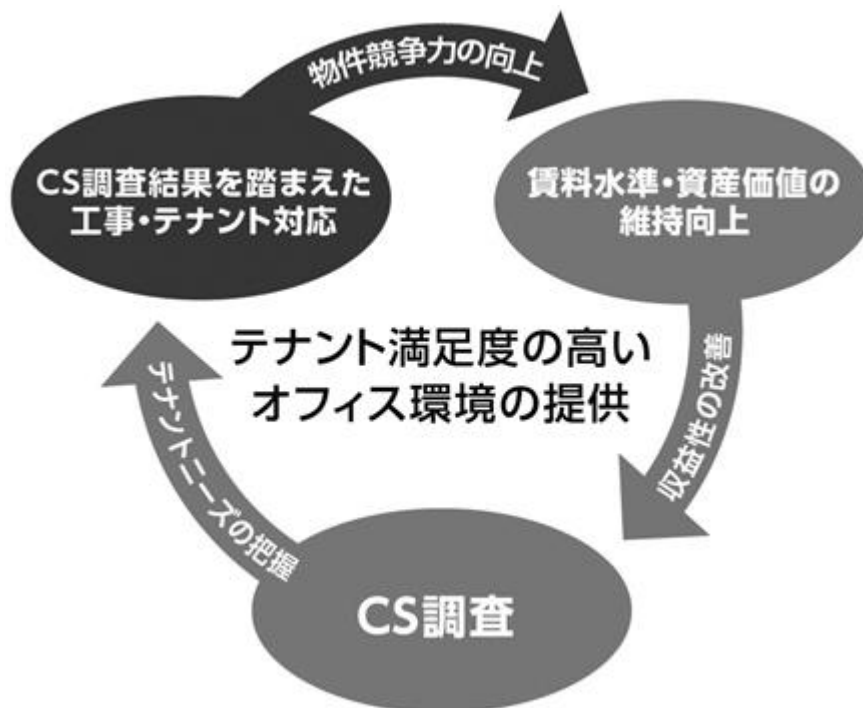 物件競争力の向上
CS調査結果を踏まえた
工事・テナント対応
賃料水準・資産価値の
維持向上
テナント満足度の高い
オフィス環境の提供
収益性の改善
テナントニーズの把握
CS調査